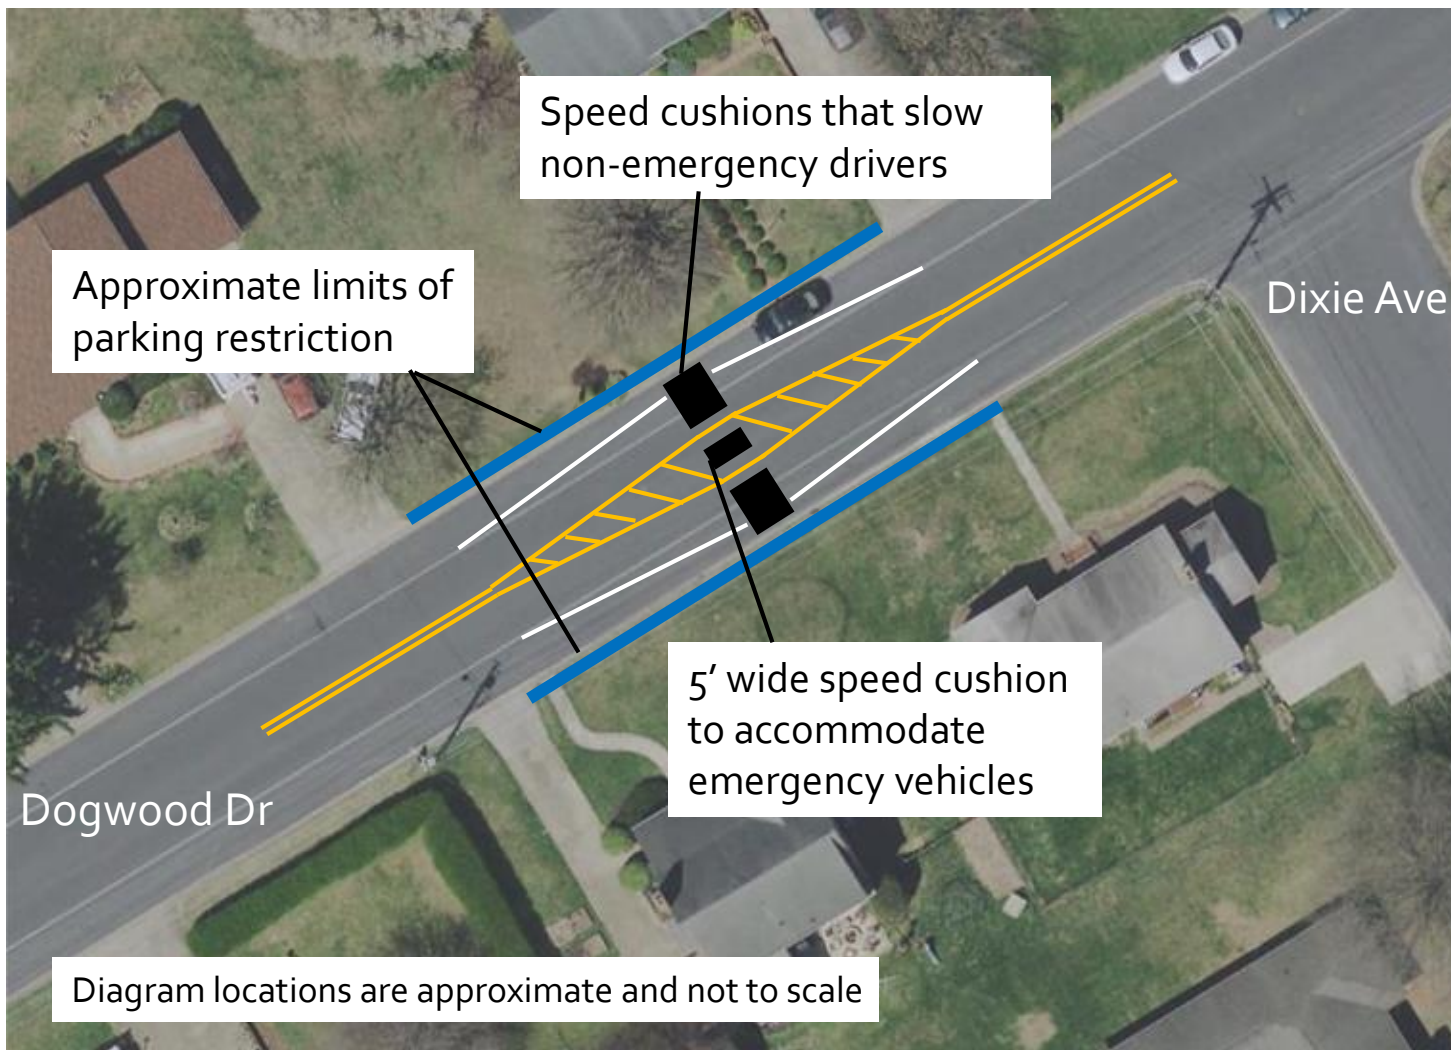 Speed cushions that slow
non-emergency drivers
Approximate limits of
parking restriction
Dixie Ave
5’ wide speed cushion
to accommodate
emergency vehicles
Dogwood Dr
Diagram locations are approximate and not to scale